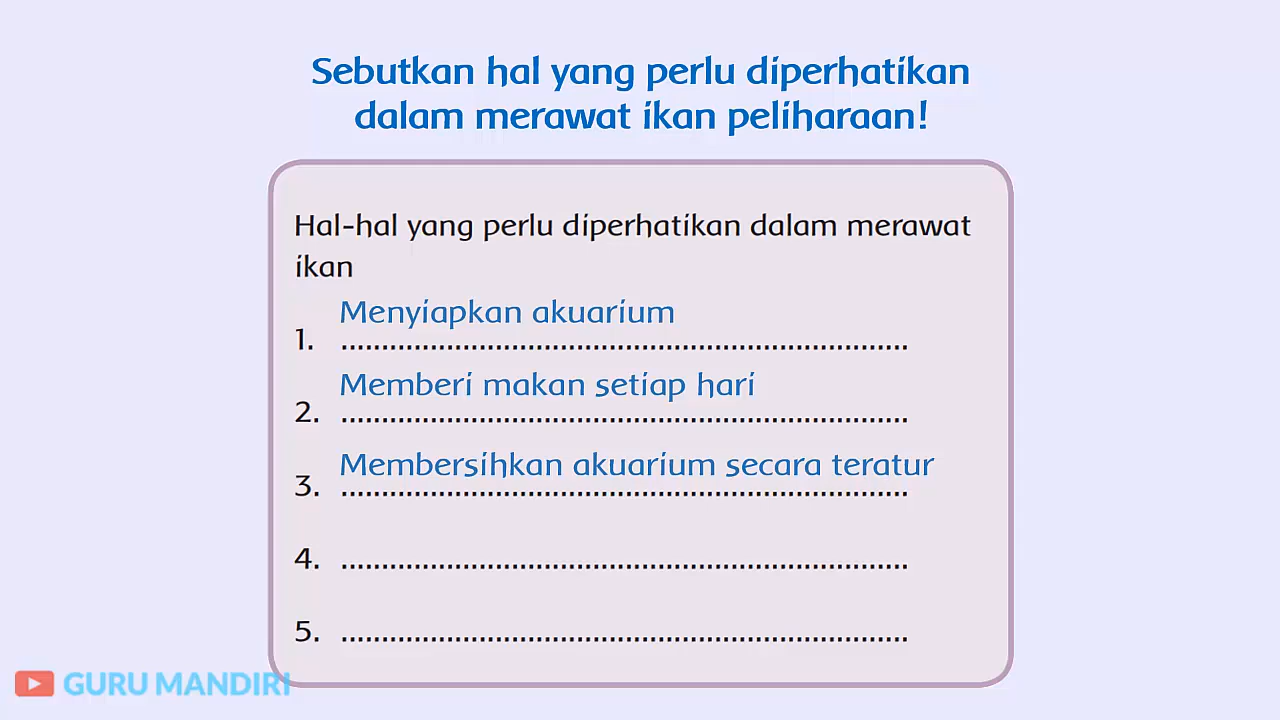 Sebutkan hal yang perlu diperhatikan
dalam merawat ikan peliharaan!
Hal-hal yang perlu diperhatikan dalam merawat
ikan
1. Menyiapkan akuarium
2. Memberi makan setiap hari
3. Membersihkan akuarium secara teratur
4. ......................................................................
5. ......................................................................
GURU MANDIRI